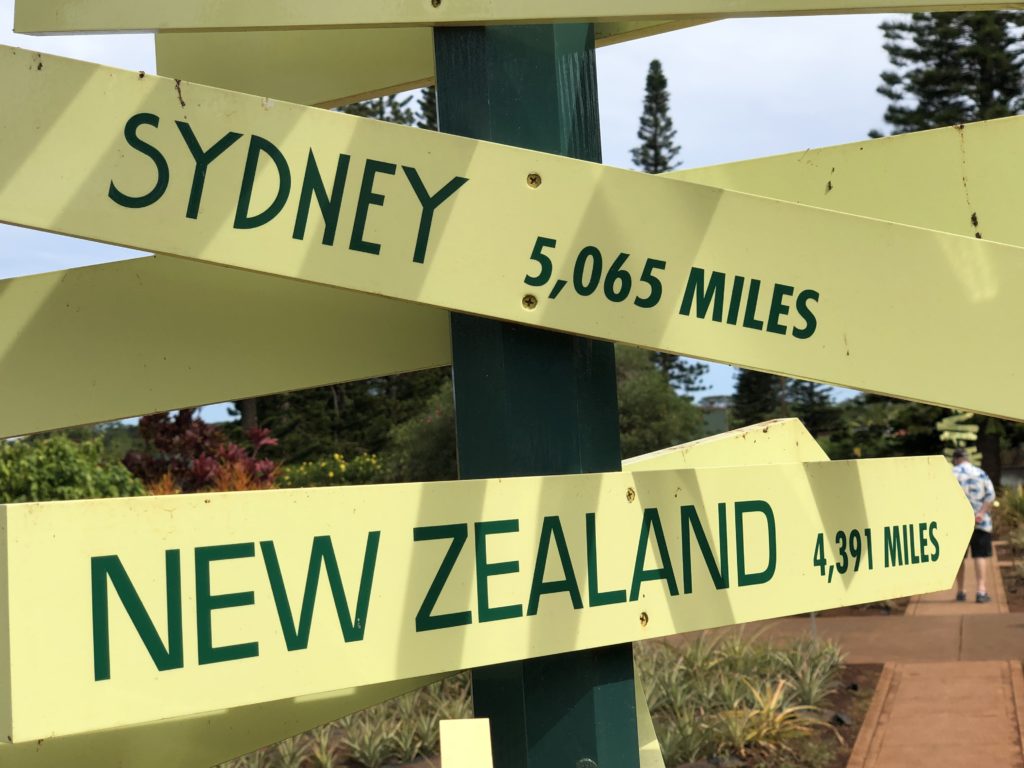 SYDNEY 5,065 MILES
NEW ZEALAND 4,391 MILES